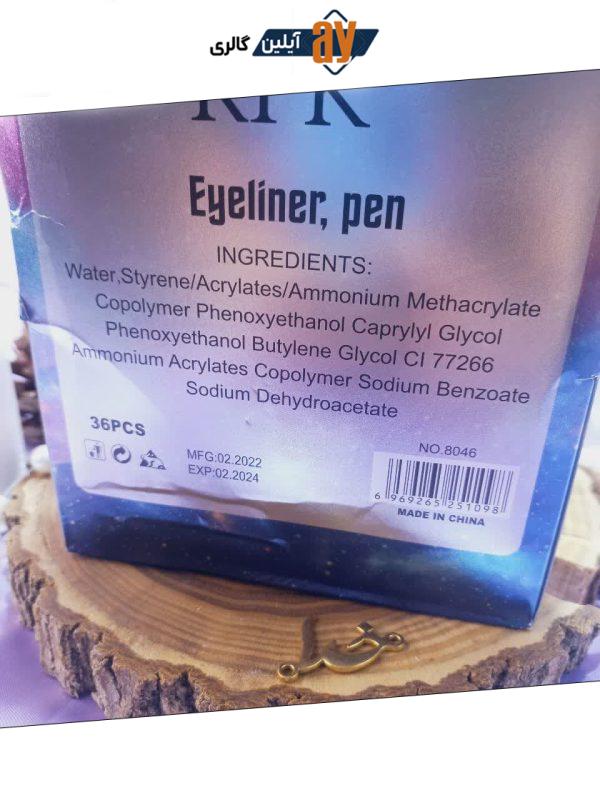 آیلین گالری
ay
Eyeliner, pen
INGREDIENTS:
Water,Styrene/Acrylates/Ammonium Methacrylate
Copolymer Phenoxyethanol Caprylyl Glycol
Phenoxyethanol Butylene Glycol CI 77266
Ammonium Acrylates Copolymer Sodium Benzoate
Sodium Dehydroacetate
36PCS
NO.8046
MFG:02.2022
EXP:02.2024
6 969265 251098
MADE IN CHINA
خدا